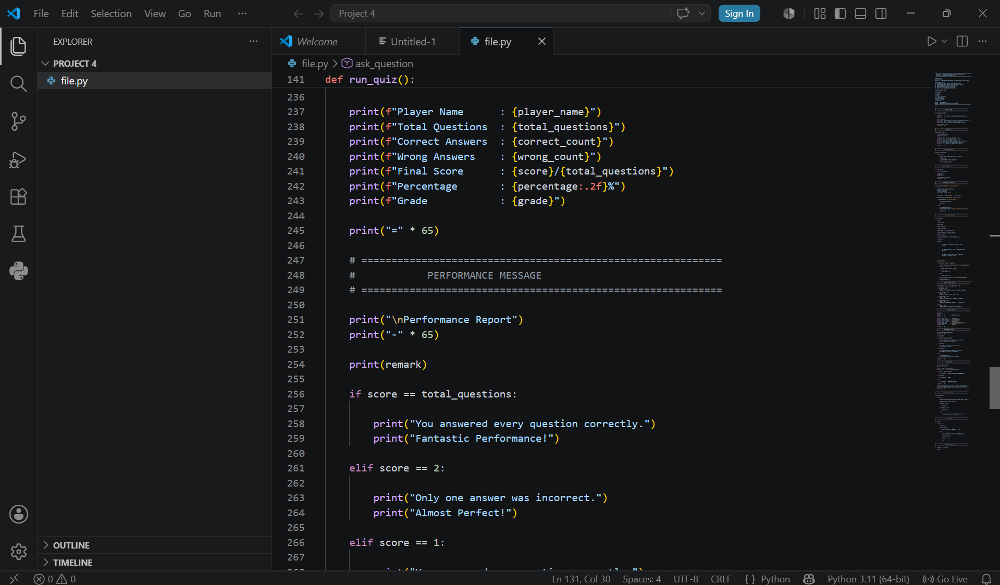 File Edit Selection View Go Run ··· Project 4 Sign In
EXPLORER ···
PROJECT 4
file.py
OUTLINE
TIMELINE
Welcome Untitled-1 file.py
file.py > ask_question
141 def run_quiz():
236
237 print(f"Player Name      : {player_name}")
238 print(f"Total Questions  : {total_questions}")
239 print(f"Correct Answers  : {correct_count}")
240 print(f"Wrong Answers    : {wrong_count}")
241 print(f"Final Score      : {score}/{total_questions}")
242 print(f"Percentage       : {percentage:.2f}%")
243 print(f"Grade            : {grade}")
244
245 print("=" * 65)
246
247 # ============================================================
248 #            PERFORMANCE MESSAGE
249 # ============================================================
250
251 print("\nPerformance Report")
252 print("-" * 65)
253
254 print(remark)
255
256 if score == total_questions:
257
258     print("You answered every question correctly.")
259     print("Fantastic Performance!")
260
261 elif score == 2:
262
263     print("Only one answer was incorrect.")
264     print("Almost Perfect!")
265
266 elif score == 1:
267
0 0 Ln 131, Col 30 Spaces: 4 UTF-8 CRLF { } Python Python 3.11 (64-bit) Go Live